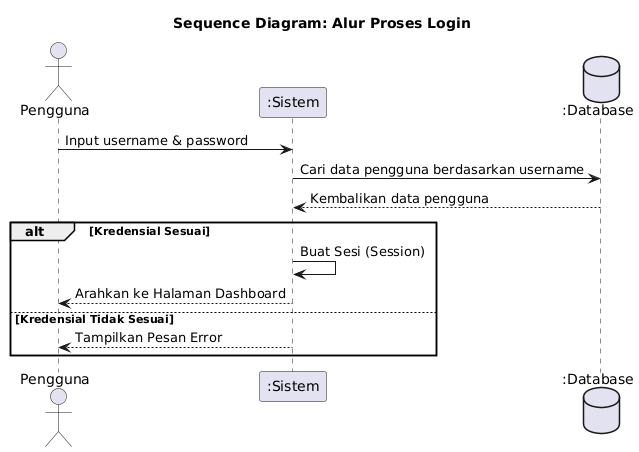 Sequence Diagram: Alur Proses Login
Pengguna
:Sistem
:Database
Input username & password
Cari data pengguna berdasarkan username
Kembalikan data pengguna
alt [Kredensial Sesuai]
Buat Sesi (Session)
Arahkan ke Halaman Dashboard
[Kredensial Tidak Sesuai]
Tampilkan Pesan Error
Pengguna
:Sistem
:Database